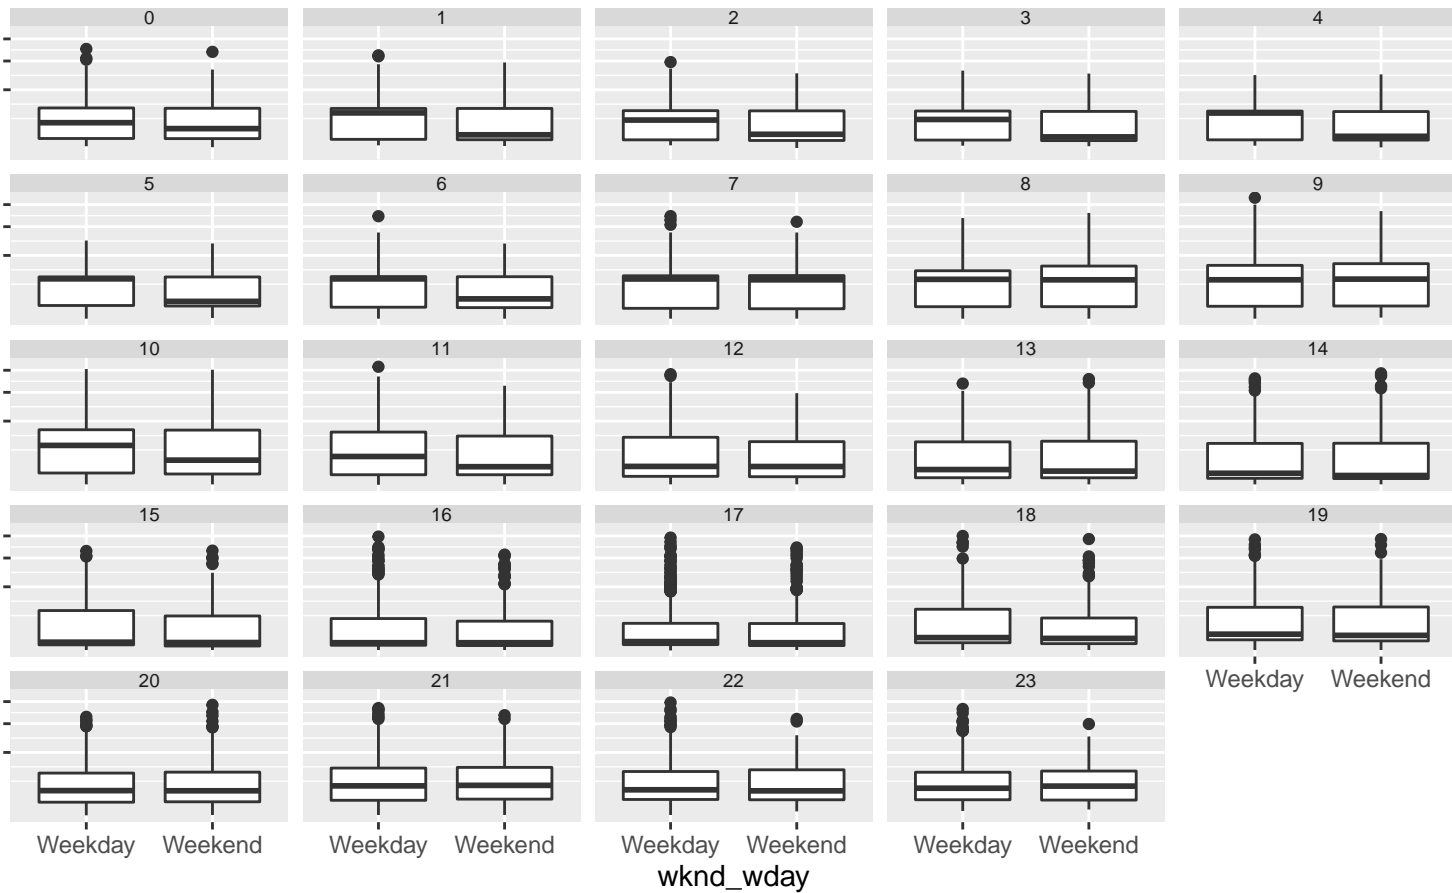 0 1 2 3 4
5 6 7 8 9
10 11 12 13 14
15 16 17 18 19
Weekday Weekend
20 21 22 23
Weekday Weekend Weekday Weekend Weekday Weekend Weekday Weekend
wknd_wday